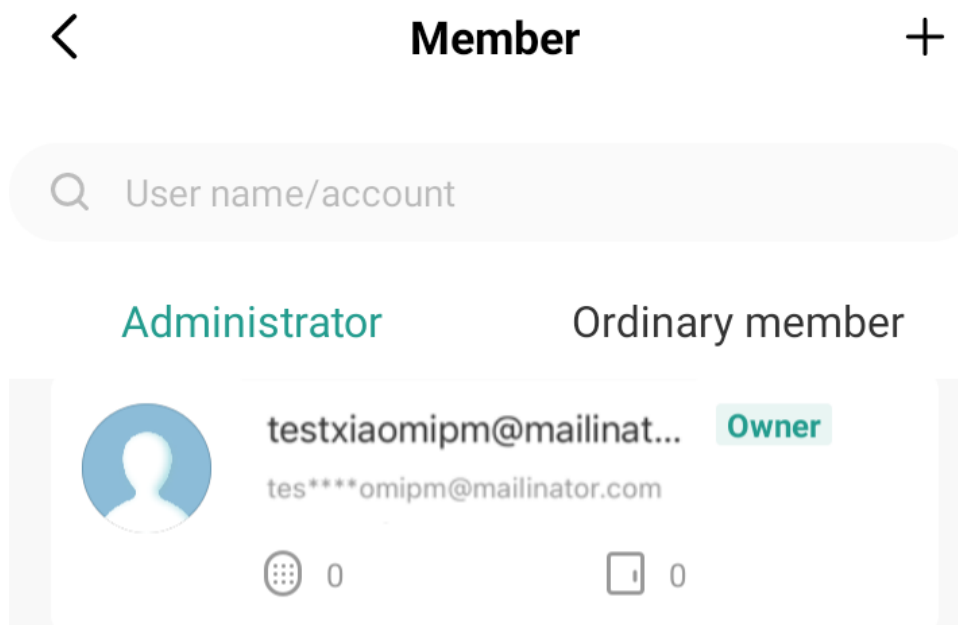 Member
User name/account
Administrator Ordinary member
testxiaomipm@mailinat... Owner
tes****omipm@mailinator.com
0 0